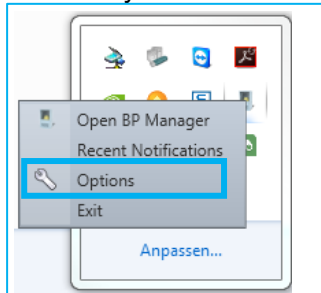 Open BP Manager
Recent Notifications
Options
Exit
Anpassen...